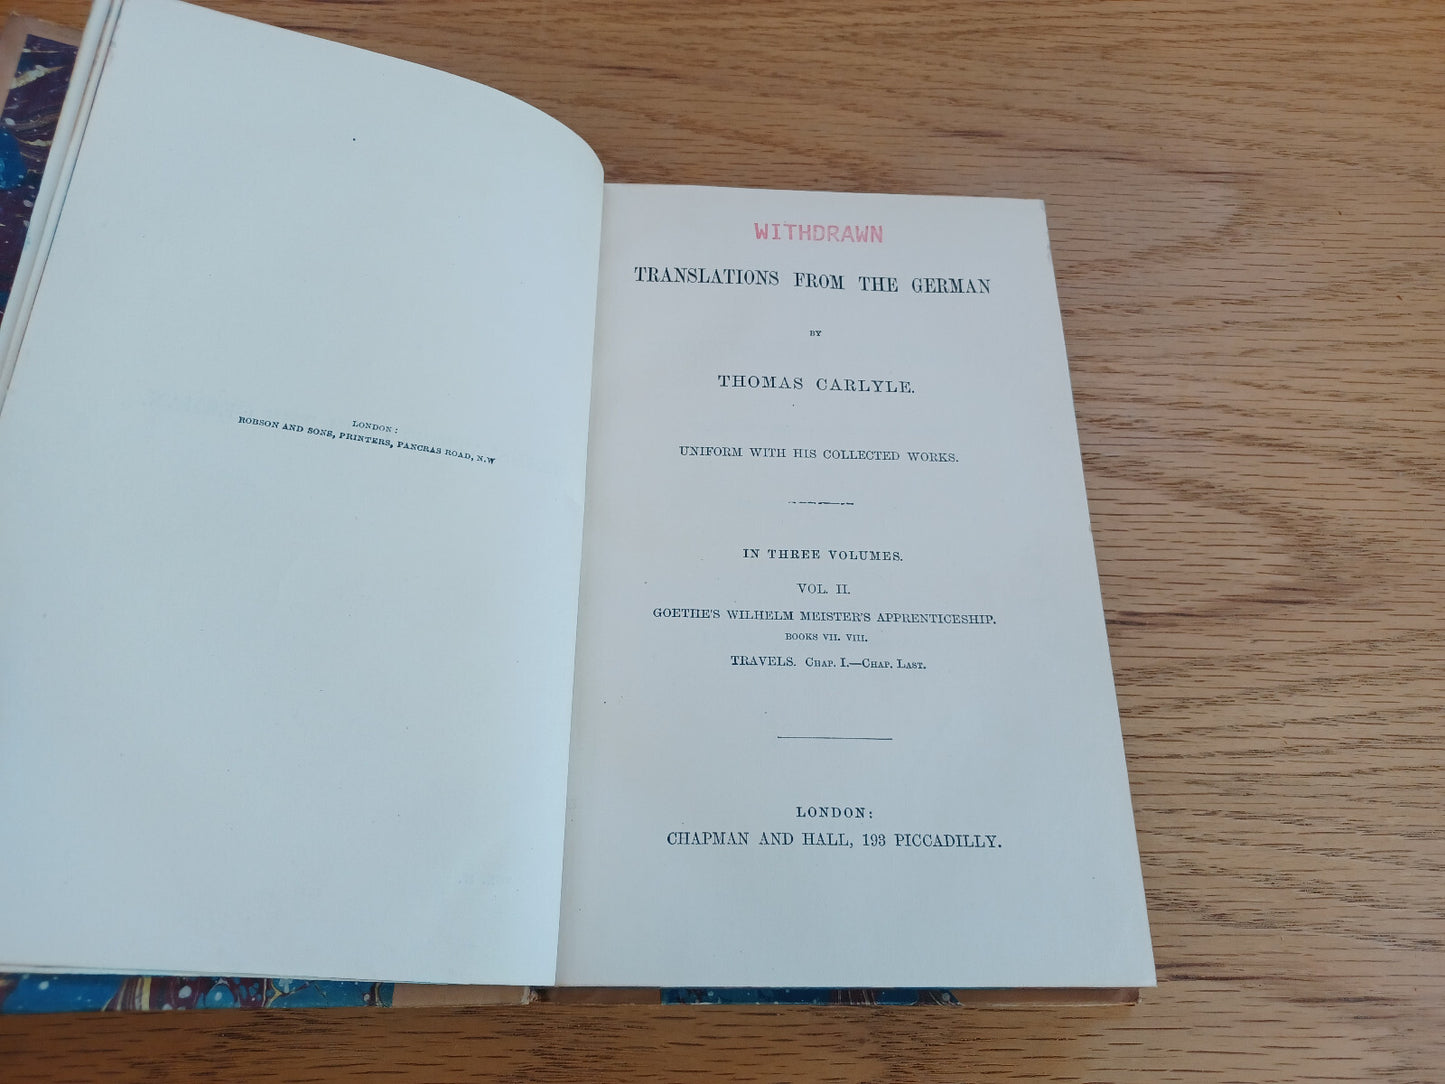 LONDON:
ROBSON AND SONS, PRINTERS, PANCRAS ROAD, N.W
WITHDRAWN
TRANSLATIONS FROM THE GERMAN
BY
THOMAS CARLYLE.
UNIFORM WITH HIS COLLECTED WORKS.
IN THREE VOLUMES.
VOL. II.
GOETHE'S WILHELM MEISTER'S APPRENTICESHIP.
BOOKS VII. VIII.
TRAVELS. CHAP. I.—CHAP. LAST.
LONDON:
CHAPMAN AND HALL, 193 PICCADILLY.